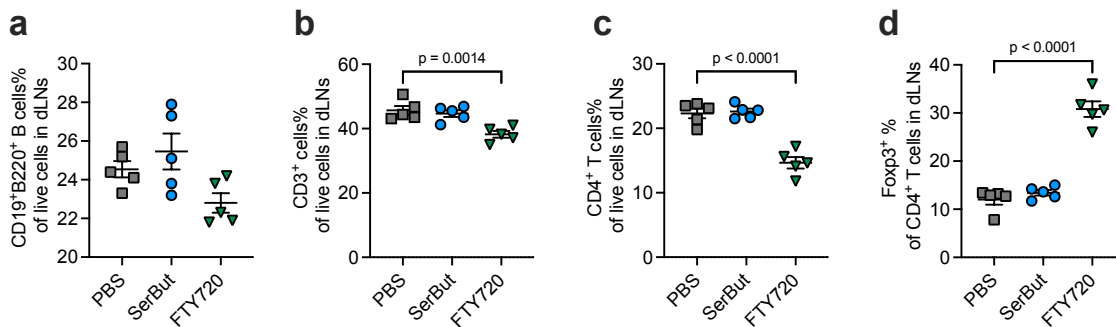 a
CD19⁺B220⁺ B cells%
of live cells in dLNs
28
26
24
22
20
PBS
SerBut
FTY720
b
p = 0.0014
CD3⁺ cells%
of live cells in dLNs
60
40
20
0
PBS
SerBut
FTY720
c
p < 0.0001
CD4⁺ T cells%
of live cells in dLNs
30
20
10
0
PBS
SerBut
FTY720
d
p < 0.0001
Foxp3⁺ %
of CD4⁺ T cells in dLNs
40
30
20
10
0
PBS
SerBut
FTY720